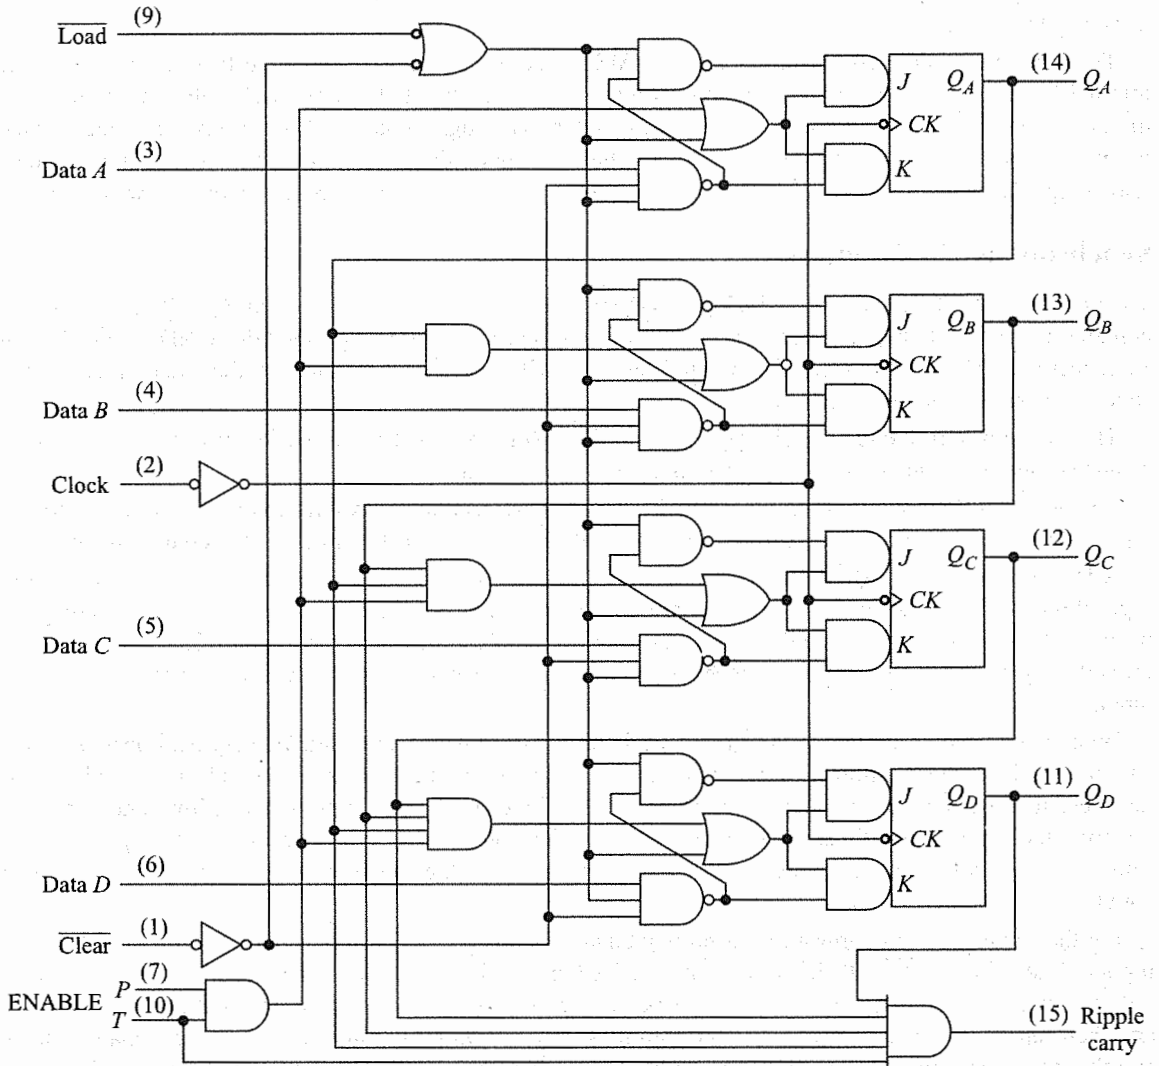 Load (9)
(14) Q_A
J Q_A
CK
K
Data A (3)
(13) Q_B
J Q_B
CK
K
Data B (4)
Clock (2)
(12) Q_C
J Q_C
CK
K
Data C (5)
(11) Q_D
J Q_D
CK
K
Data D (6)
Clear (1)
ENABLE P (7)
T (10)
(15) Ripple
carry